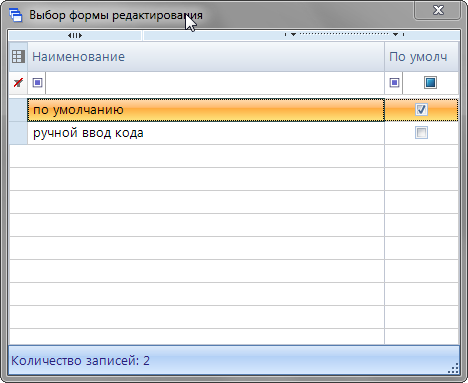 Выбор формы редактирования
Наименование По умолч
по умолчанию
ручной ввод кода
Количество записей: 2